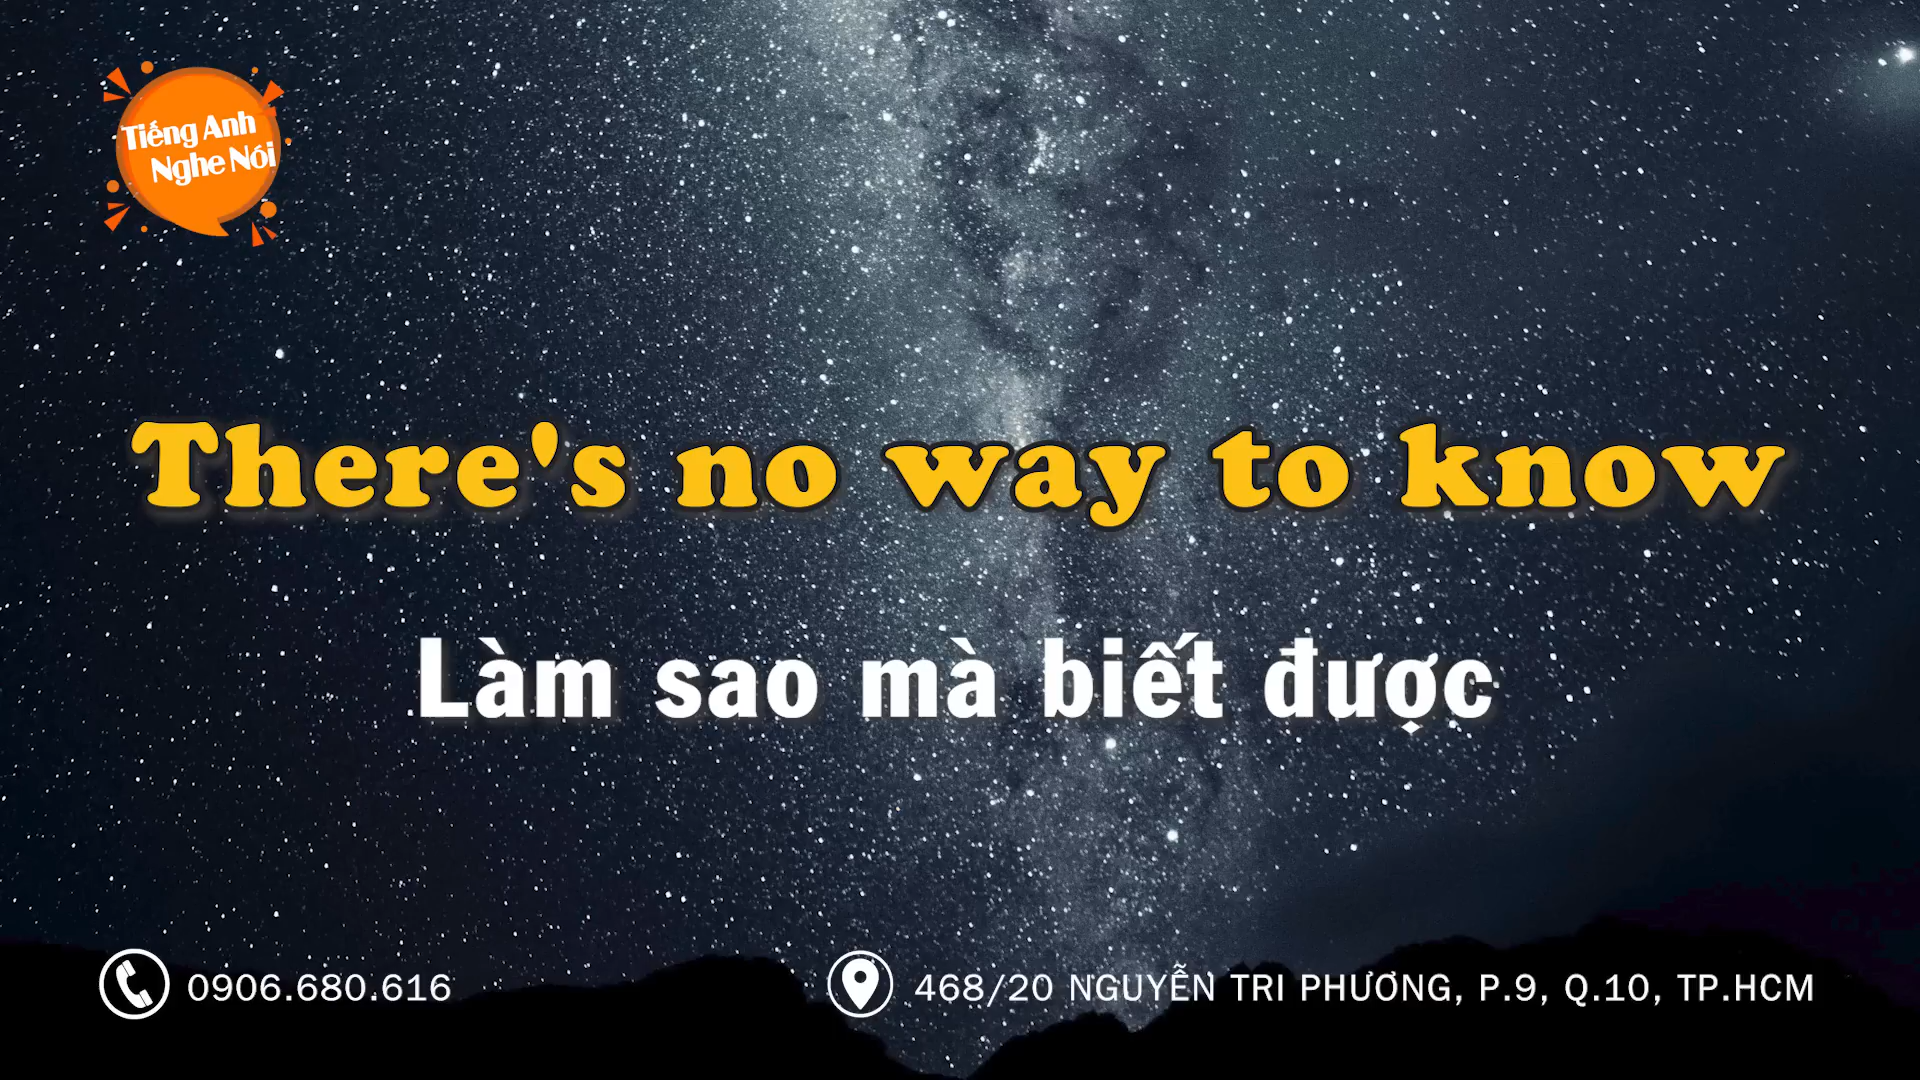 Tiếng Anh
Nghe Nói
There's no way to know
Làm sao mà biết được
0906.680.616
468/20 NGUYỄN TRI PHƯƠNG, P.9, Q.10, TP.HCM